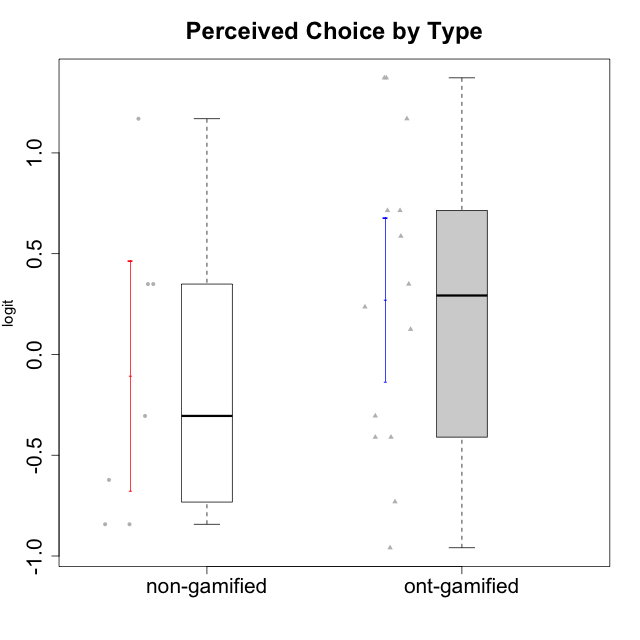 Perceived Choice by Type
logit
1.0
0.5
0.0
-0.5
-1.0
non-gamified
ont-gamified